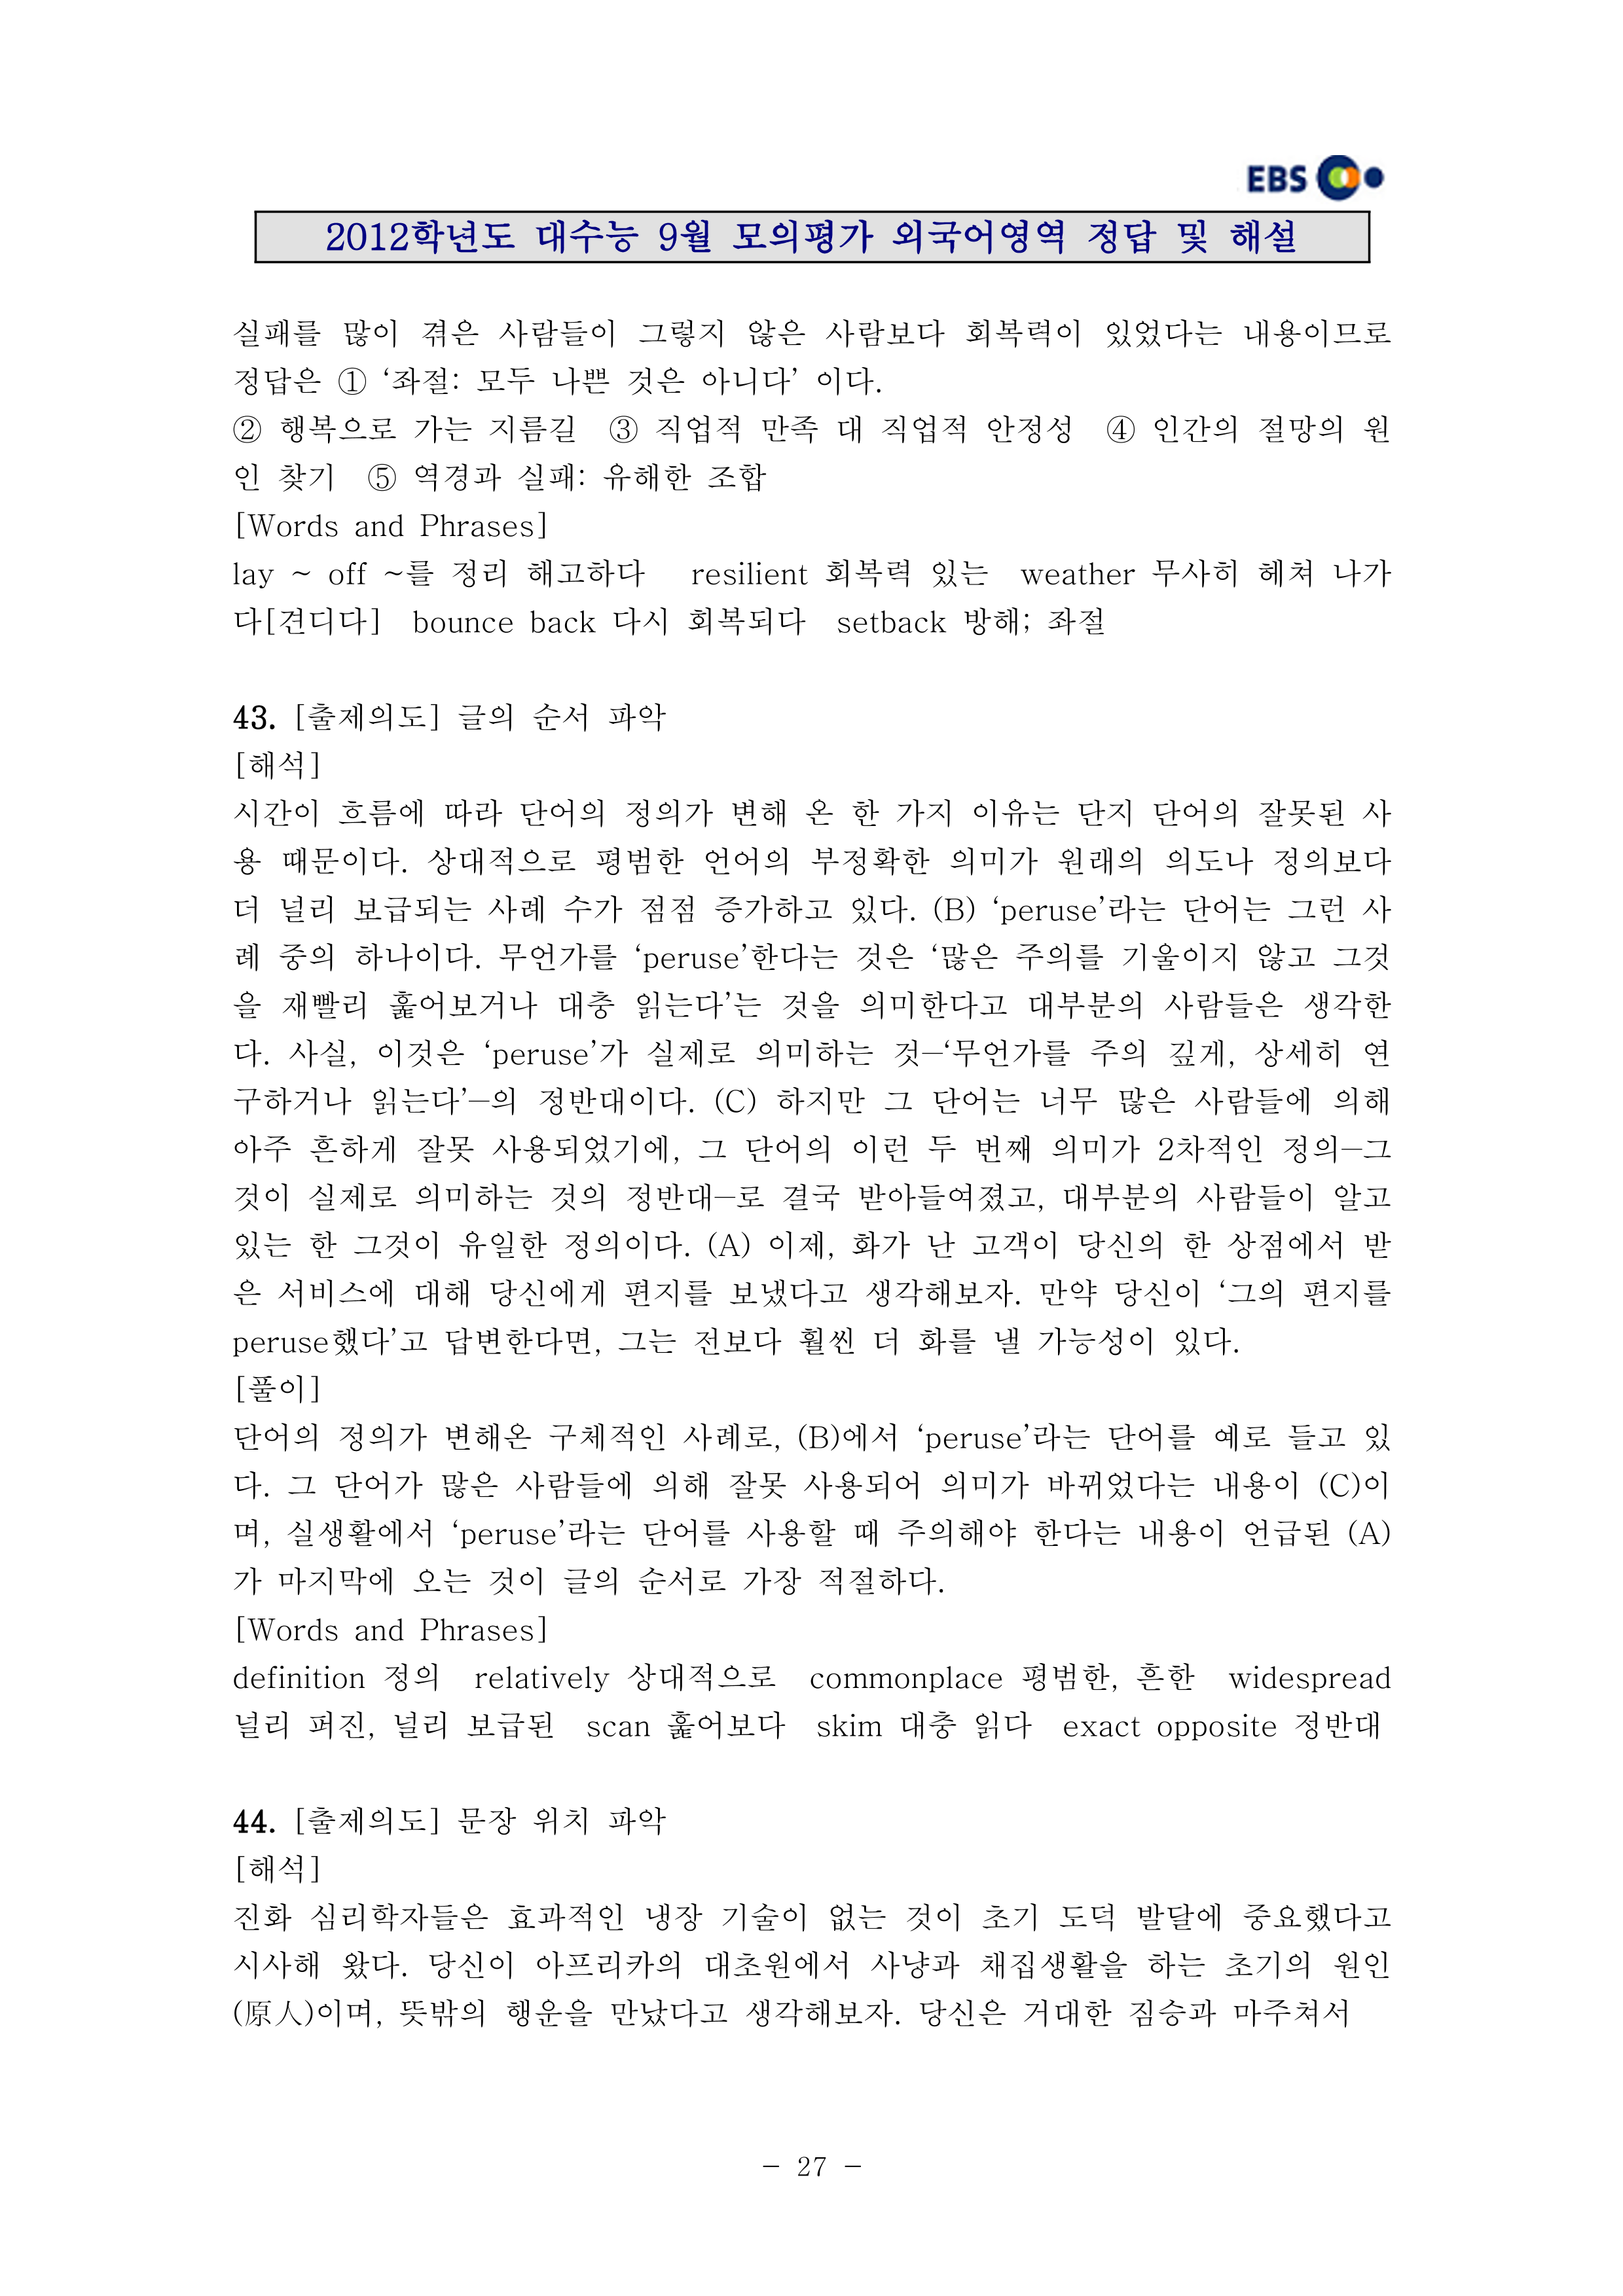 EBS
2012학년도 대수능 9월 모의평가 외국어영역 정답 및 해설
실패를 많이 겪은 사람들이 그렇지 않은 사람보다 회복력이 있었다는 내용이므로
정답은 ① ‘좌절: 모두 나쁜 것은 아니다’ 이다.
② 행복으로 가는 지름길 ③ 직업적 만족 대 직업적 안정성 ④ 인간의 절망의 원
인 찾기 ⑤ 역경과 실패: 유해한 조합
[Words and Phrases]
lay ~ off ~를 정리 해고하다 resilient 회복력 있는 weather 무사히 헤쳐 나가
다[견디다] bounce back 다시 회복되다 setback 방해; 좌절
43. [출제의도] 글의 순서 파악
[해석]
시간이 흐름에 따라 단어의 정의가 변해 온 한 가지 이유는 단지 단어의 잘못된 사
용 때문이다. 상대적으로 평범한 언어의 부정확한 의미가 원래의 의도나 정의보다
더 널리 보급되는 사례 수가 점점 증가하고 있다. (B) ‘peruse’라는 단어는 그런 사
례 중의 하나이다. 무언가를 ‘peruse’한다는 것은 ‘많은 주의를 기울이지 않고 그것
을 재빨리 훑어보거나 대충 읽는다’는 것을 의미한다고 대부분의 사람들은 생각한
다. 사실, 이것은 ‘peruse’가 실제로 의미하는 것–‘무언가를 주의 깊게, 상세히 연
구하거나 읽는다’–의 정반대이다. (C) 하지만 그 단어는 너무 많은 사람들에 의해
아주 흔하게 잘못 사용되었기에, 그 단어의 이런 두 번째 의미가 2차적인 정의–그
것이 실제로 의미하는 것의 정반대–로 결국 받아들여졌고, 대부분의 사람들이 알고
있는 한 그것이 유일한 정의이다. (A) 이제, 화가 난 고객이 당신의 한 상점에서 받
은 서비스에 대해 당신에게 편지를 보냈다고 생각해보자. 만약 당신이 ‘그의 편지를
peruse했다’고 답변한다면, 그는 전보다 훨씬 더 화를 낼 가능성이 있다.
[풀이]
단어의 정의가 변해온 구체적인 사례로, (B)에서 ‘peruse’라는 단어를 예로 들고 있
다. 그 단어가 많은 사람들에 의해 잘못 사용되어 의미가 바뀌었다는 내용이 (C)이
며, 실생활에서 ‘peruse’라는 단어를 사용할 때 주의해야 한다는 내용이 언급된 (A)
가 마지막에 오는 것이 글의 순서로 가장 적절하다.
[Words and Phrases]
definition 정의 relatively 상대적으로 commonplace 평범한, 흔한 widespread
널리 퍼진, 널리 보급된 scan 훑어보다 skim 대충 읽다 exact opposite 정반대
44. [출제의도] 문장 위치 파악
[해석]
진화 심리학자들은 효과적인 냉장 기술이 없는 것이 초기 도덕 발달에 중요했다고
시사해 왔다. 당신이 아프리카의 대초원에서 사냥과 채집생활을 하는 초기의 원인
(原人)이며, 뜻밖의 행운을 만났다고 생각해보자. 당신은 거대한 짐승과 마주쳐서
– 27 –